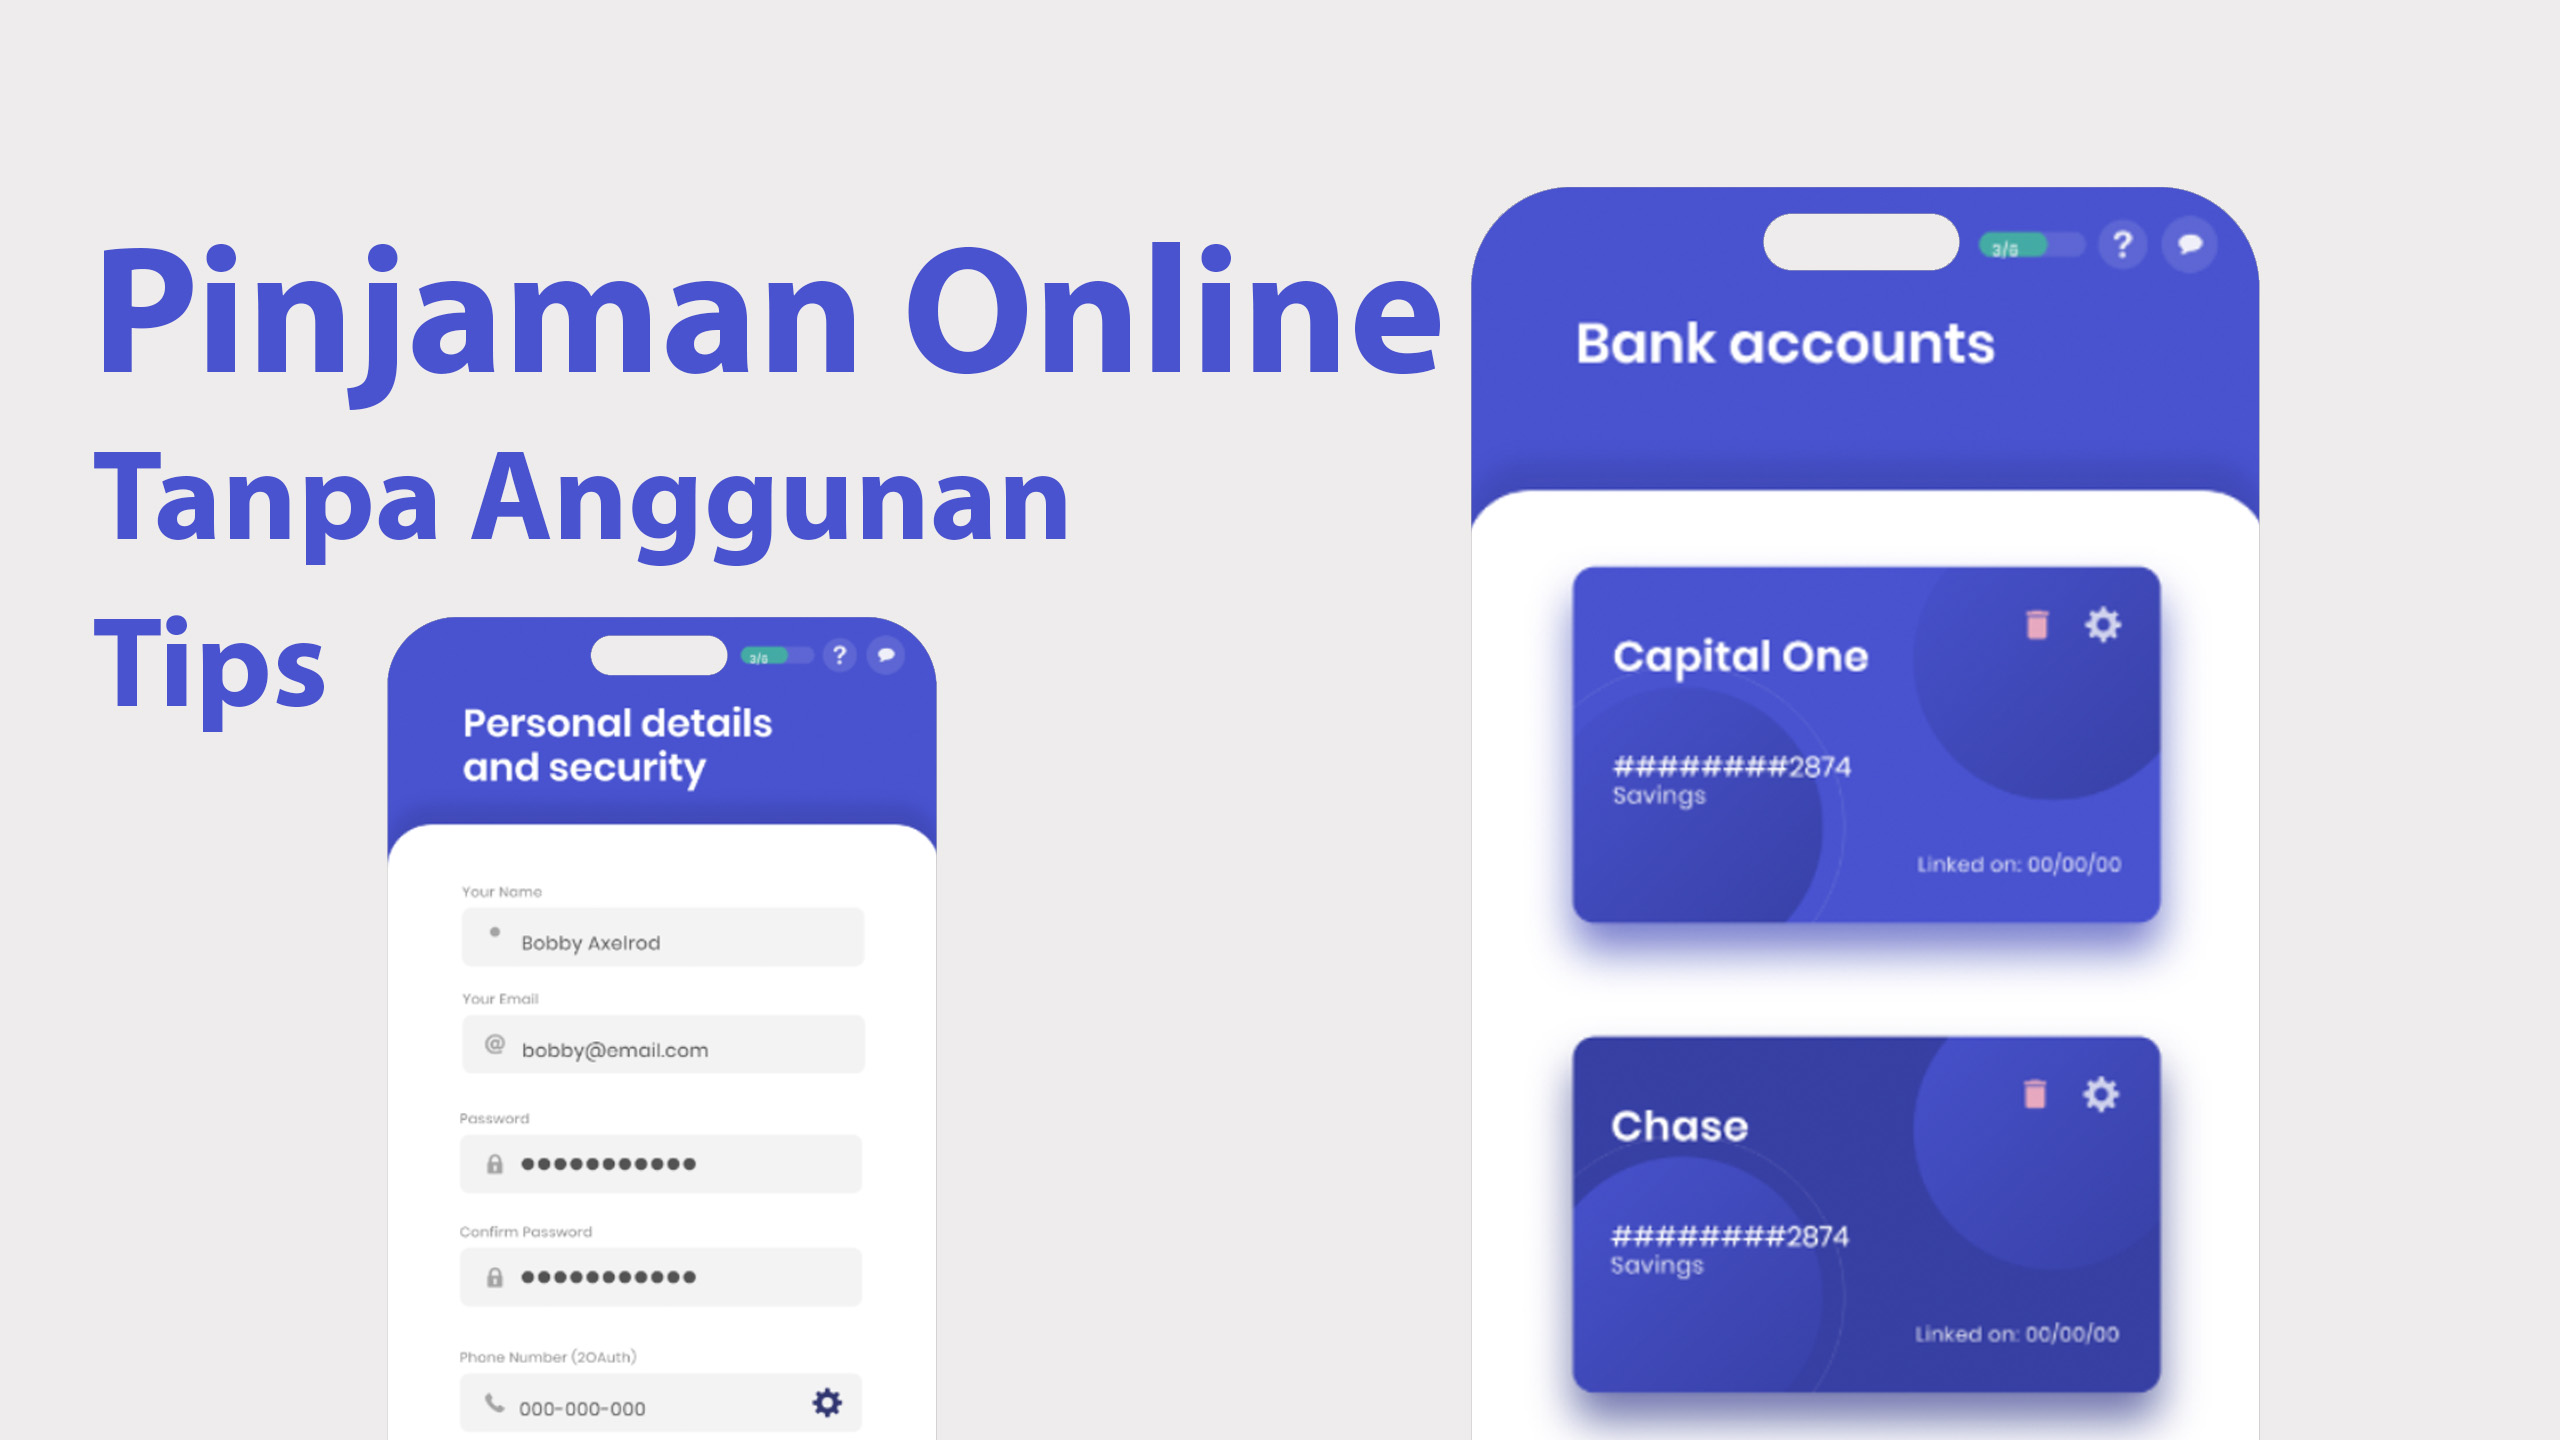 Pinjaman Online
Tanpa Anggunan
Tips
3/6
?
Personal details
and security
Your Name
Bobby Axelrod
Your Email
@ bobby@email.com
Password
●●●●●●●●●●●
Confirm Password
●●●●●●●●●●●
Phone Number (2OAuth)
000-000-000
3/6
?
Bank accounts
Capital One
########2874
Savings
Linked on: 00/00/00
Chase
########2874
Savings
Linked on: 00/00/00